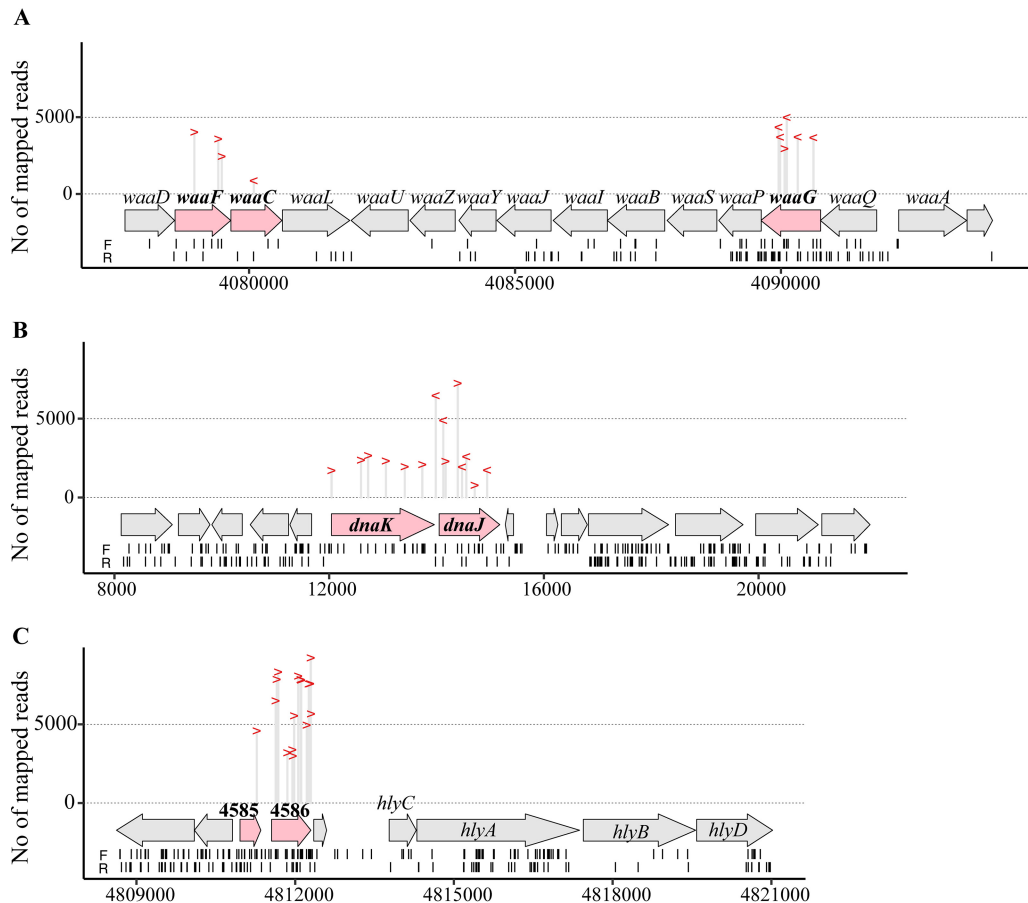 A
No of mapped reads
5000
0
waaD waaF waaC waaL waaU waaZ waaY waaJ waaI waaB waaS waaP waaG waaQ waaA
F
R
4080000 4085000 4090000
B
No of mapped reads
5000
0
dnaK dnaJ
F
R
8000 12000 16000 20000
C
No of mapped reads
5000
0
4585 4586 hlyC
hlyA hlyB hlyD
F
R
4809000 4812000 4815000 4818000 4821000